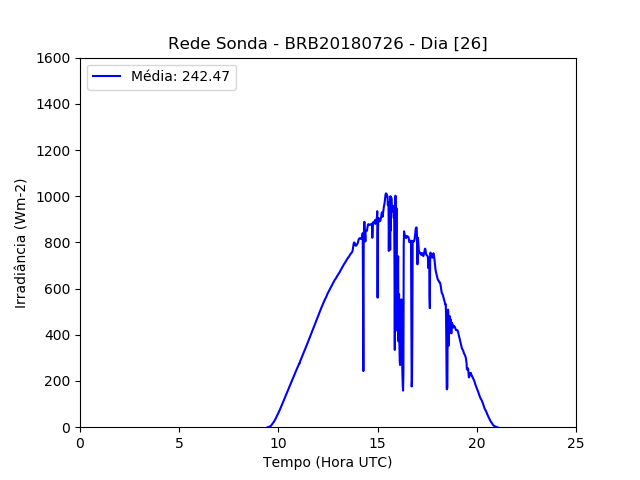 Rede Sonda - BRB20180726 - Dia [26]
Média: 242.47
1600
1400
1200
1000
800
600
400
200
0
Irradiância (Wm-2)
0 5 10 15 20 25
Tempo (Hora UTC)